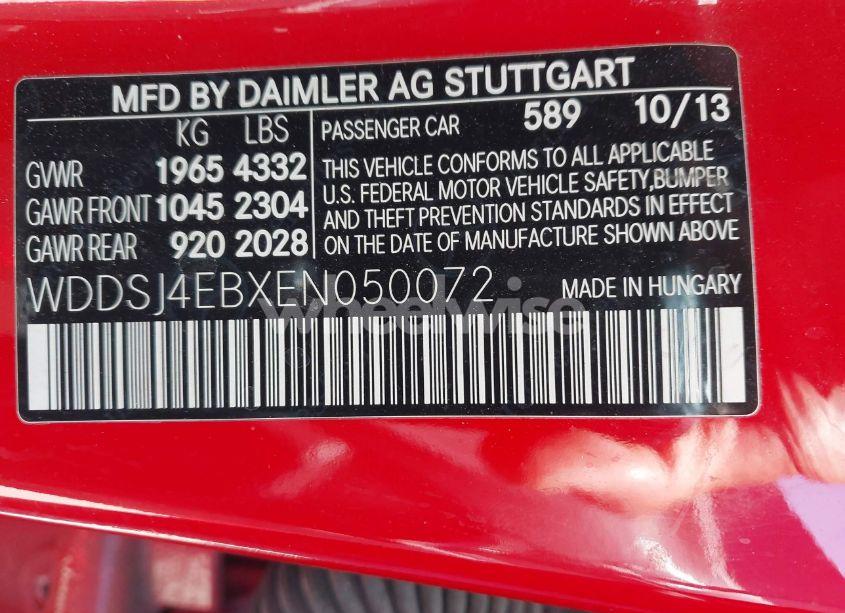 MFD BY DAIMLER AG STUTTGART
KG LBS
GVWR 1965 4332
GAWR FRONT 1045 2304
GAWR REAR 920 2028
PASSENGER CAR 589 10/13
THIS VEHICLE CONFORMS TO ALL APPLICABLE
U.S. FEDERAL MOTOR VEHICLE SAFETY, BUMPER
AND THEFT PREVENTION STANDARDS IN EFFECT
ON THE DATE OF MANUFACTURE SHOWN ABOVE
WDDSJ4EBXEN050072 MADE IN HUNGARY
wheelwise